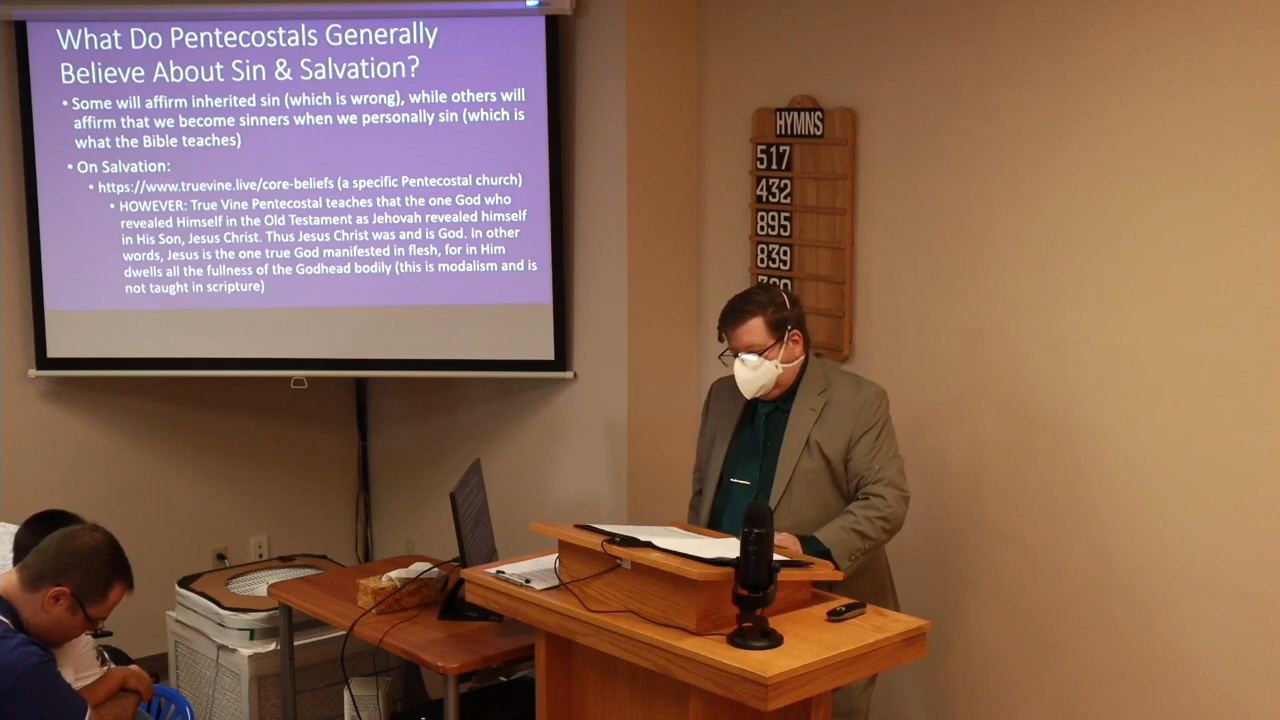 What Do Pentecostals Generally
Believe About Sin & Salvation?
• Some will affirm inherited sin (which is wrong), while others will
affirm that we become sinners when we personally sin (which is
what the Bible teaches)
• On Salvation:
• https://www.truevine.live/core-beliefs (a specific Pentecostal church)
• HOWEVER: True Vine Pentecostal teaches that the one God who
revealed Himself in the Old Testament as Jehovah revealed himself
in His Son, Jesus Christ. Thus Jesus Christ was and is God. In other
words, Jesus is the one true God manifested in flesh, for in Him
dwells all the fullness of the Godhead bodily (this is modalism and is
not taught in scripture)
HYMNS
517
432
895
839